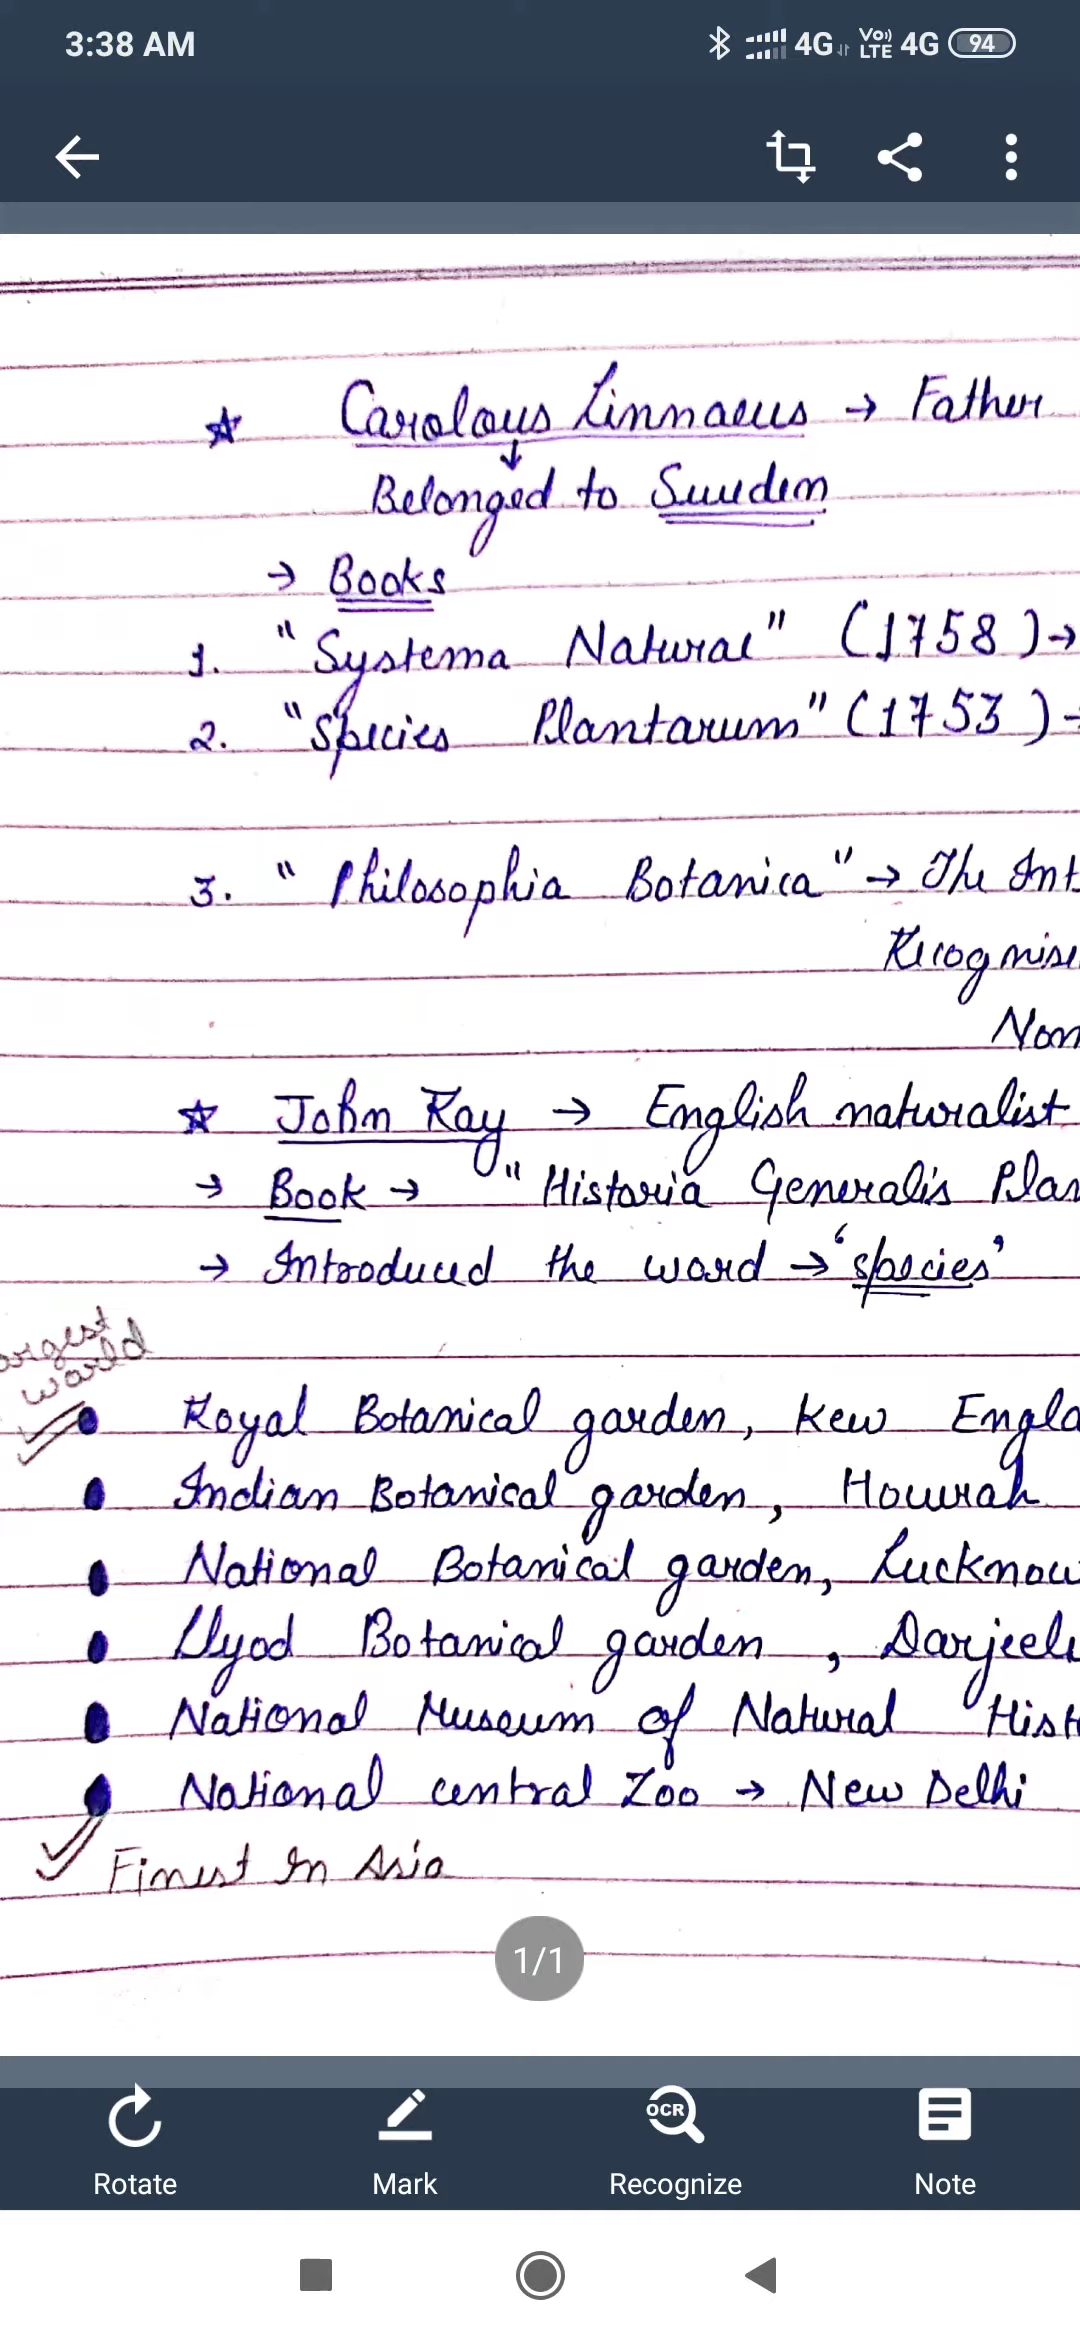 3:38 AM 4G VoLTE 4G 94
★ Carolous Linnaeus → Father
↓
Belonged to Sweden
→ Books
1. "Systema Naturae" (1758) →
2. "Species Plantarum" (1753) -
3. "Philosophia Botanica" → The Int
Recognise
Nom
★ John Ray → English naturalist
→ Book → "Historia Generalis Plan
→ Introduced the word → 'species'
argest
world
• Royal Botanical garden, Kew Engla
• Indian Botanical garden, Howrah
• National Botanical garden, Lucknow
• Llyod Botanical garden, Darjeeli
• National Museum of Natural Hist
• National central Zoo → New Delhi
Finest In Asia
1/1
OCR
Rotate Mark Recognize Note